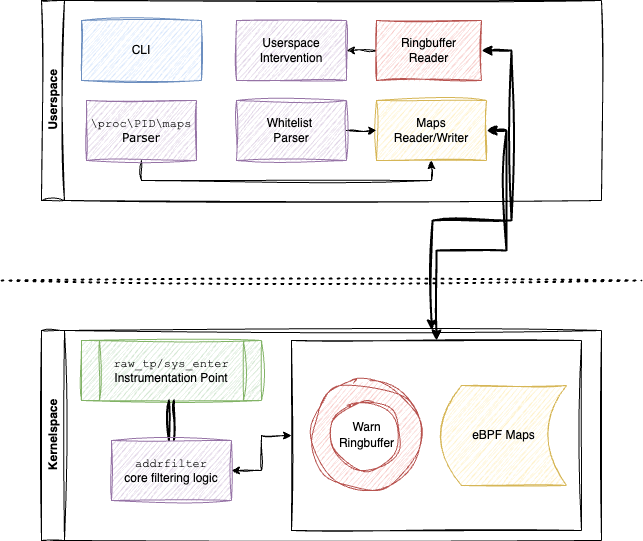 Userspace
CLI
Userspace
Intervention
Ringbuffer
Reader
\proc\PID\maps
Parser
Whitelist
Parser
Maps
Reader/Writer
Kernelspace
raw_tp/sys_enter
Instrumentation Point
addrfilter
core filtering logic
Warn
Ringbuffer
eBPF Maps